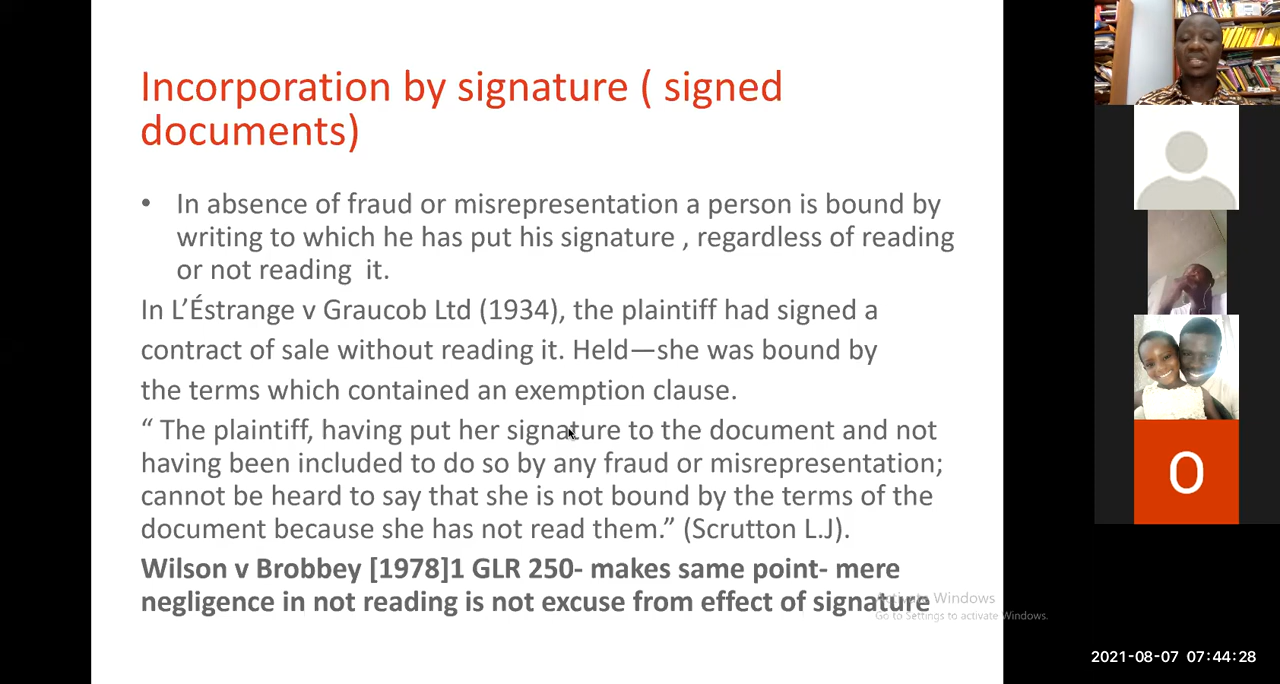 Incorporation by signature ( signed
documents)
• In absence of fraud or misrepresentation a person is bound by
writing to which he has put his signature , regardless of reading
or not reading  it.
In L’Éstrange v Graucob Ltd (1934), the plaintiff had signed a
contract of sale without reading it. Held—she was bound by
the terms which contained an exemption clause.
“ The plaintiff, having put her signature to the document and not
having been included to do so by any fraud or misrepresentation;
cannot be heard to say that she is not bound by the terms of the
document because she has not read them.” (Scrutton L.J).
Wilson v Brobbey [1978]1 GLR 250- makes same point- mere
negligence in not reading is not excuse from effect of signature
Activate Windows
Go to Settings to activate Windows.
O
2021-08-07 07:44:28